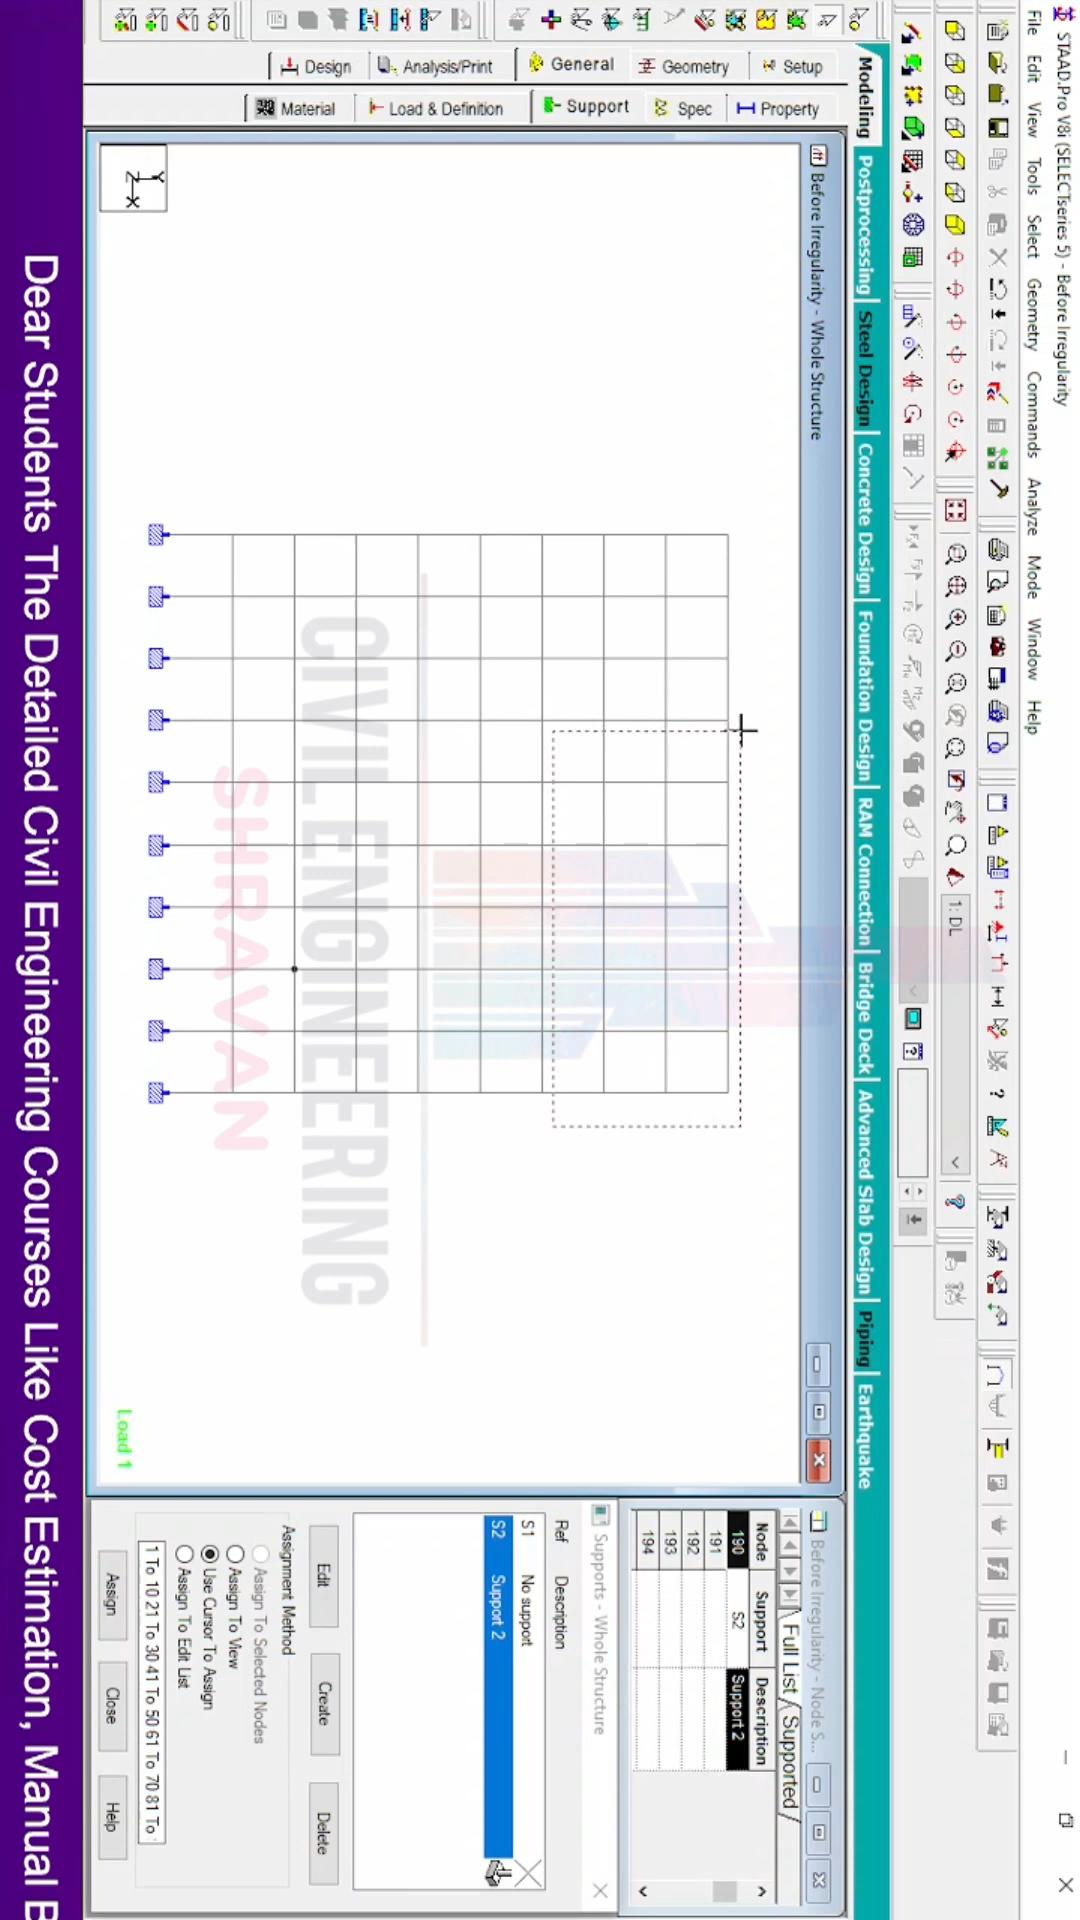 STAAD.Pro V8i (SELECTseries 5) - Before Irregularity
File Edit View Tools Select Geometry Commands Analyze Mode Window Help
1: DL
Modeling Postprocessing Steel Design Concrete Design Foundation Design RAM Connection Bridge Deck Advanced Slab Design Piping Earthquake
Before Irregularity - Whole Structure
Setup
Geometry
General
Analysis/Print
Design
Property
Spec
Support
Load & Definition
Material
CIVIL ENGINEERING
SHRAVAN
Y
X
Z
Load 1
Before Irregularity - Node S...
Full List Supported
Node Support Description
190 S2 Support 2
191
192
193
194
Supports - Whole Structure
Ref Description
S1 No support
S2 Support 2
Edit Create Delete
Assignment Method
Assign To Selected Nodes
Assign To View
Use Cursor To Assign
Assign To Edit List
1 To 10 21 To 30 41 To 50 61 To 70 81 To
Assign Close Help
Dear Students The Detailed Civil Engineering Courses Like Cost Estimation, Manual B